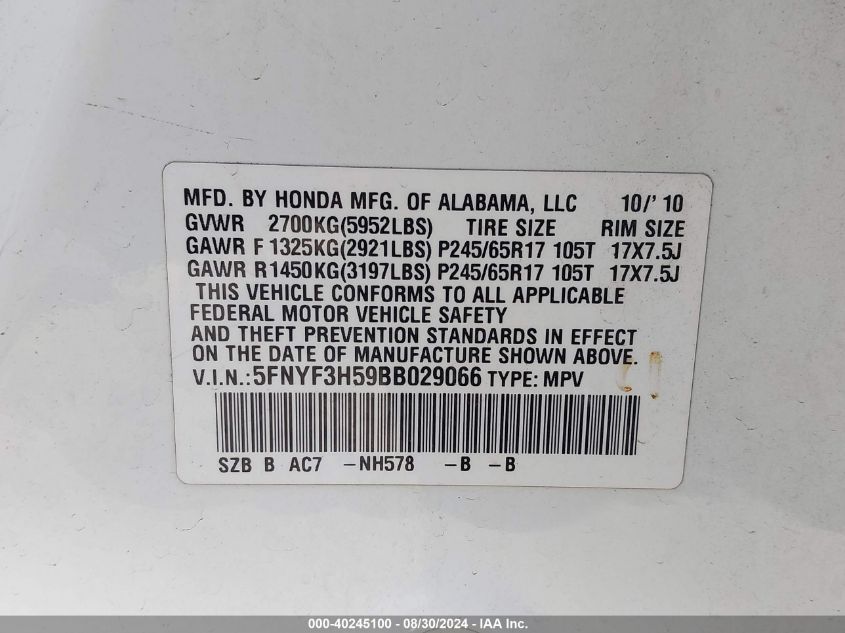 MFD. BY HONDA MFG. OF ALABAMA, LLC 10/'10
GVWR 2700KG(5952LBS) TIRE SIZE RIM SIZE
GAWR F 1325KG(2921LBS) P245/65R17 105T 17X7.5J
GAWR R1450KG(3197LBS) P245/65R17 105T 17X7.5J
THIS VEHICLE CONFORMS TO ALL APPLICABLE
FEDERAL MOTOR VEHICLE SAFETY
AND THEFT PREVENTION STANDARDS IN EFFECT
ON THE DATE OF MANUFACTURE SHOWN ABOVE.
V.I.N.: 5FNYF3H59BB029066 TYPE: MPV
SZB B AC7 -NH578 -B -B
000-40245100 - 08/30/2024 - IAA Inc.